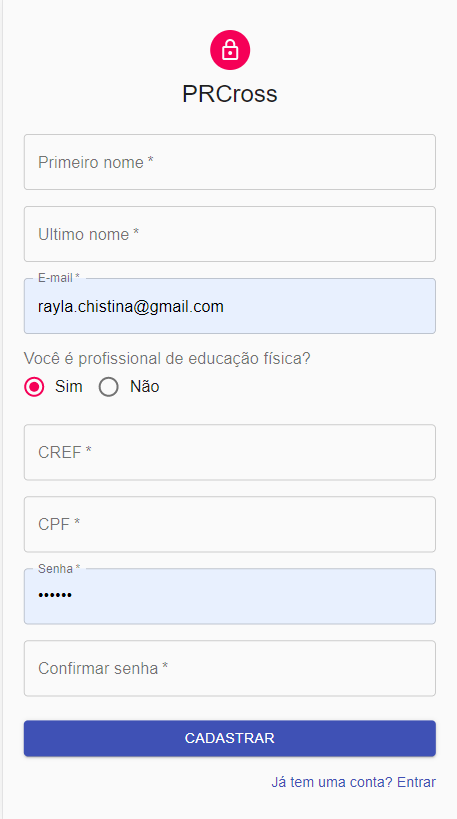 PRCross
Primeiro nome *
Ultimo nome *
E-mail *
rayla.chistina@gmail.com
Você é profissional de educação física?
Sim Não
CREF *
CPF *
Senha *
••••••
Confirmar senha *
CADASTRAR
Já tem uma conta? Entrar